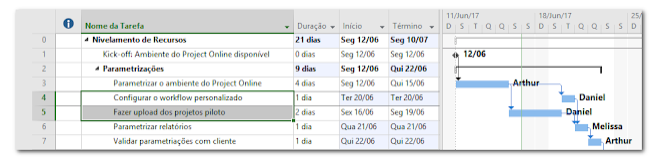 11/Jun/17 18/Jun/17 25/
Nome da Tarefa Duração Início Término D S T Q Q S S D S T Q Q S S D
0 Nivelamento de Recursos 21 dias Seg 12/06 Seg 10/07
1 Kick-off: Ambiente do Project Online disponível 0 dias Seg 12/06 Seg 12/06 12/06
2 Parametrizações 9 dias Seg 12/06 Qui 22/06
3 Parametrizar o ambiente do Project Online 4 dias Seg 12/06 Qui 15/06 Arthur
4 Configurar o workflow personalizado 1 dia Ter 20/06 Ter 20/06 Daniel
5 Fazer upload dos projetos piloto 2 dias Sex 16/06 Seg 19/06 Daniel
6 Parametrizar relatórios 1 dia Qua 21/06 Qua 21/06 Melissa
7 Validar parametrnações com cliente 1 dia Qui 22/06 Qui 22/06 Arthur